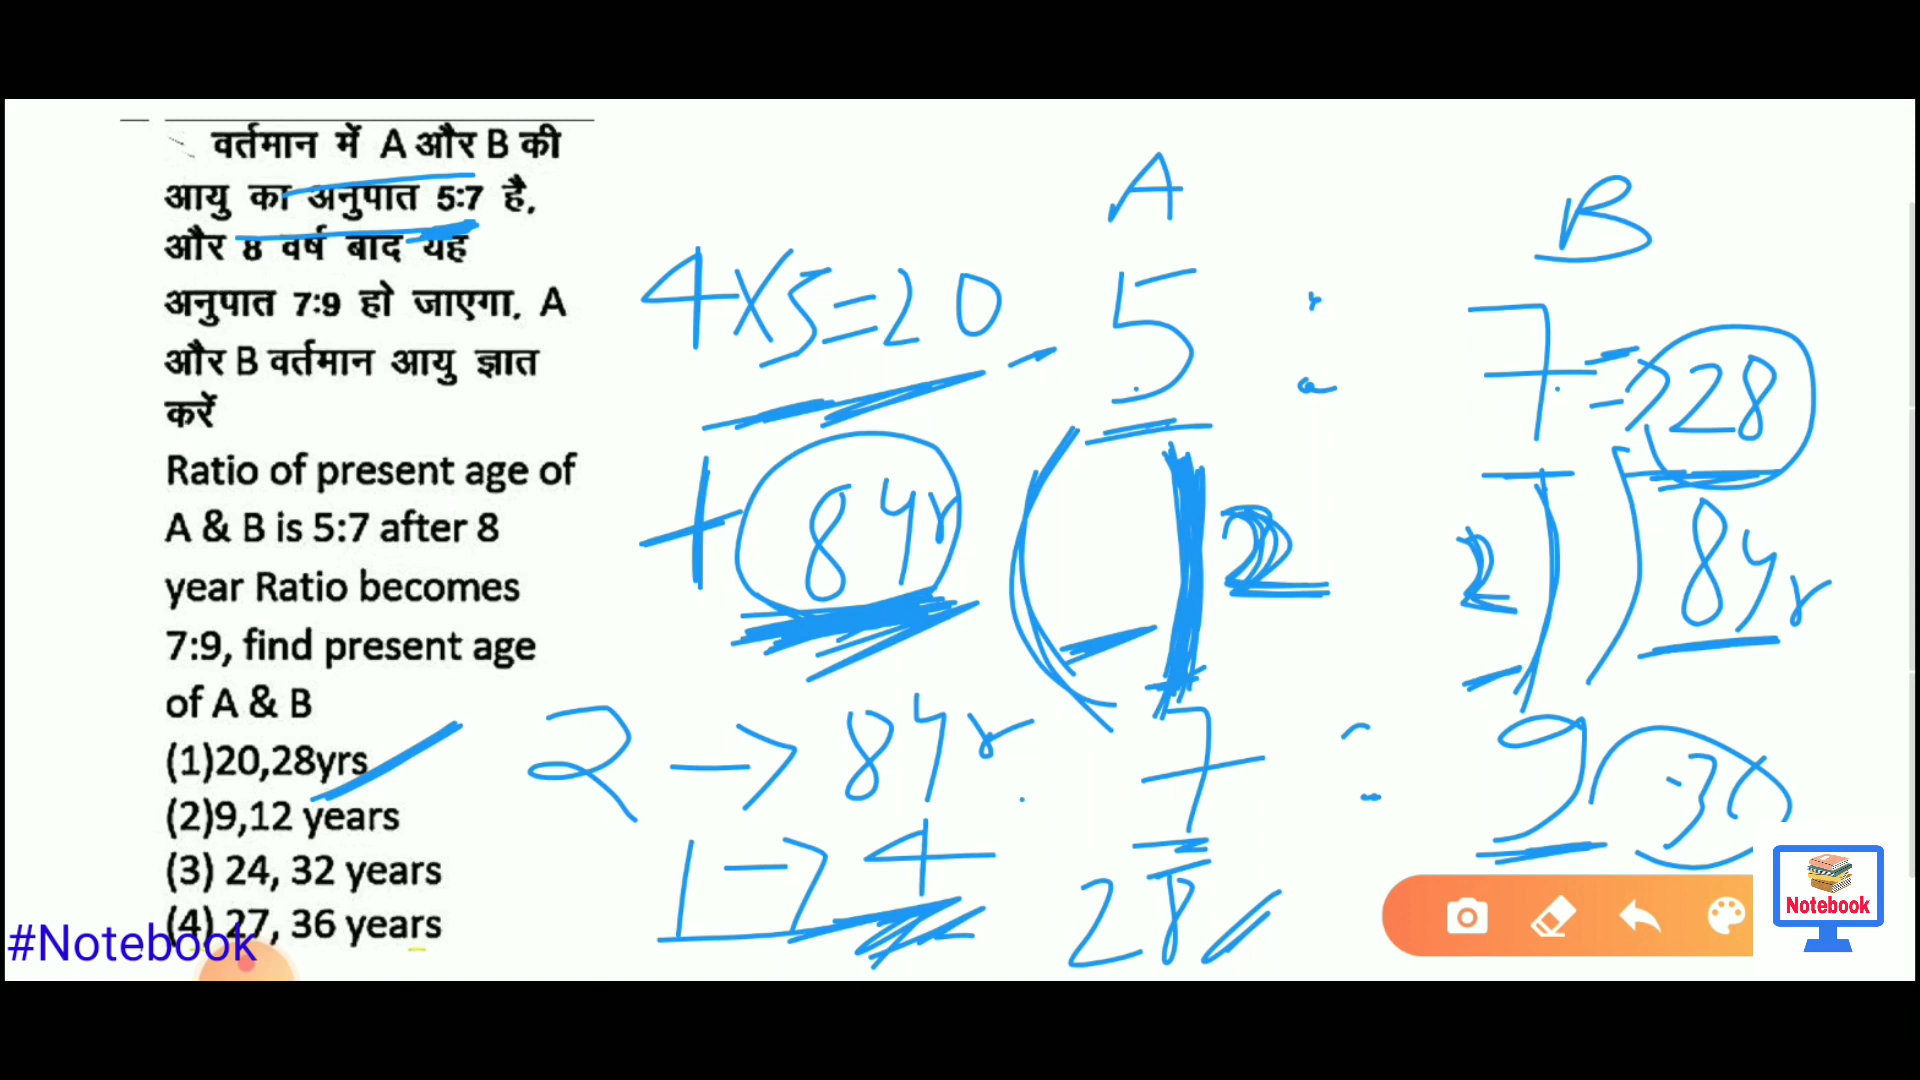 वर्तमान में A और B की
आयु का अनुपात 5:7 है,
और 8 वर्ष बाद यह
अनुपात 7:9 हो जाएगा, A
और B वर्तमान आयु ज्ञात
करें
Ratio of present age of
A & B is 5:7 after 8
year Ratio becomes
7:9, find present age
of A & B
(1)20,28yrs
(2)9,12 years
(3) 24, 32 years
(4) 27, 36 years
#Notebook
A B
4×5=20 5 : 7 = 28
+ 8yr 2 2 8yr
2 → 8yr 7 : 9
1 → 4
28
Notebook